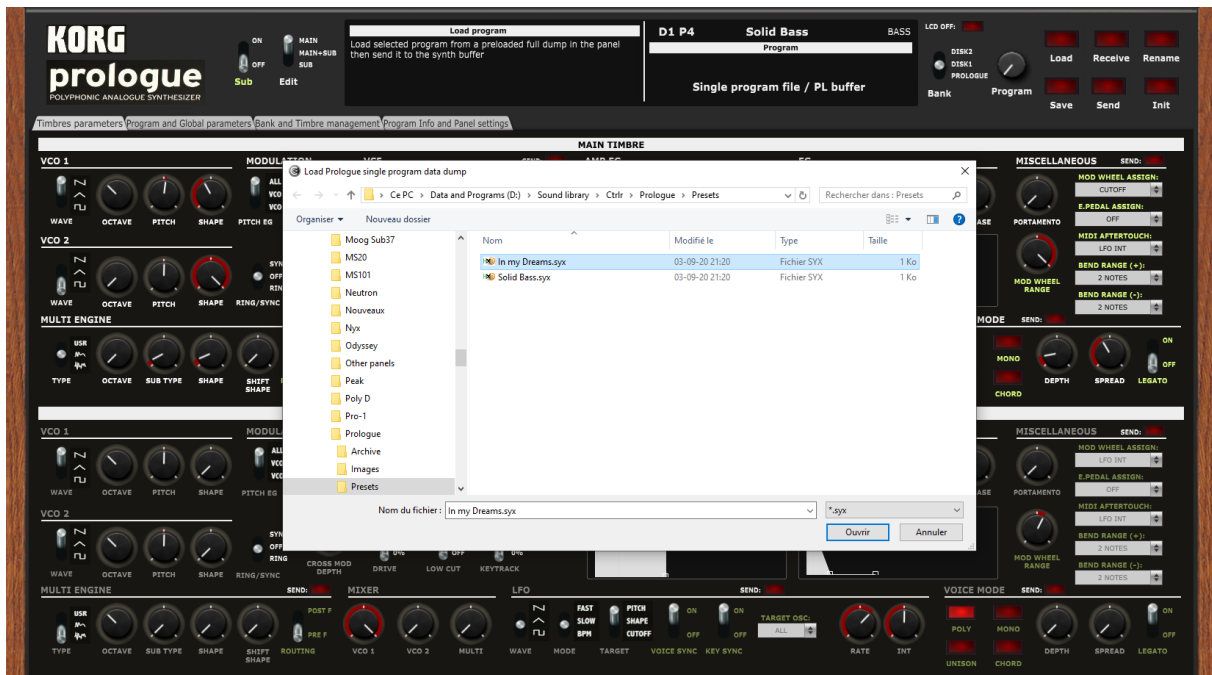 KORG
prologue
POLYPHONIC ANALOGUE SYNTHESIZER
ON
OFF
Sub
MAIN
MAIN+SUB
SUB
Edit
Load program
Load selected program from a preloaded full dump in the panel
then send it to the synth buffer
D1 P4 Solid Bass BASS
Program
Single program file / PL buffer
LCD OFF:
DISK2
DISK1
PROLOGUE
Bank
Program
Load Receive Rename
Save Send Init
Timbres parameters Program and Global parameters Bank and Timbre management Program Info and Panel settings
MAIN TIMBRE
VCO 1
WAVE OCTAVE PITCH SHAPE PITCH EG
VCO 2
WAVE OCTAVE PITCH SHAPE RING/SYNC
MULTI ENGINE
USR
TYPE OCTAVE SUB TYPE SHAPE SHIFT SHAPE
Load Prologue single program data dump
Ce PC > Data and Programs (D:) > Sound library > Ctrlr > Prologue > Presets
Rechercher dans : Presets
Organiser Nouveau dossier
Moog Sub37
MS20
MS101
Neutron
Nouveaux
Nyx
Odyssey
Other panels
Peak
Poly D
Pro-1
Prologue
Archive
Images
Presets
Nom Modifié le Type Taille
In my Dreams.syx 03-09-20 21:20 Fichier SYX 1 Ko
Solid Bass.syx 03-09-20 21:20 Fichier SYX 1 Ko
Nom du fichier : In my Dreams.syx
*.syx
Ouvrir Annuler
MISCELLANEOUS SEND:
MOD WHEEL ASSIGN:
CUTOFF
E.PEDAL ASSIGN:
OFF
MIDI AFTERTOUCH:
LFO INT
BEND RANGE (+):
2 NOTES
BEND RANGE (-):
2 NOTES
PORTAMENTO
MOD WHEEL
RANGE
MODE SEND:
MONO
CHORD
DEPTH SPREAD LEGATO
ON
OFF
VCO 1
WAVE OCTAVE PITCH SHAPE PITCH EG
VCO 2
SYN
OFF
RING
WAVE OCTAVE PITCH SHAPE RING/SYNC
CROSS MOD
DEPTH
DRIVE LOW CUT KEYTRACK
MISCELLANEOUS SEND:
MOD WHEEL ASSIGN:
LFO INT
E.PEDAL ASSIGN:
OFF
MIDI AFTERTOUCH:
LFO INT
BEND RANGE (+):
2 NOTES
BEND RANGE (-):
2 NOTES
PORTAMENTO
MOD WHEEL
RANGE
MULTI ENGINE SEND: MIXER LFO SEND: VOICE MODE SEND:
USR
POST F
PRE F
FAST
SLOW
BPM
PITCH
SHAPE
CUTOFF
ON
OFF
ON
OFF
TARGET OSC:
ALL
POLY MONO
UNISON CHORD
ON
OFF
TYPE OCTAVE SUB TYPE SHAPE SHIFT SHAPE ROUTING VCO 1 VCO 2 MULTI WAVE MODE TARGET VOICE SYNC KEY SYNC RATE INT DEPTH SPREAD LEGATO